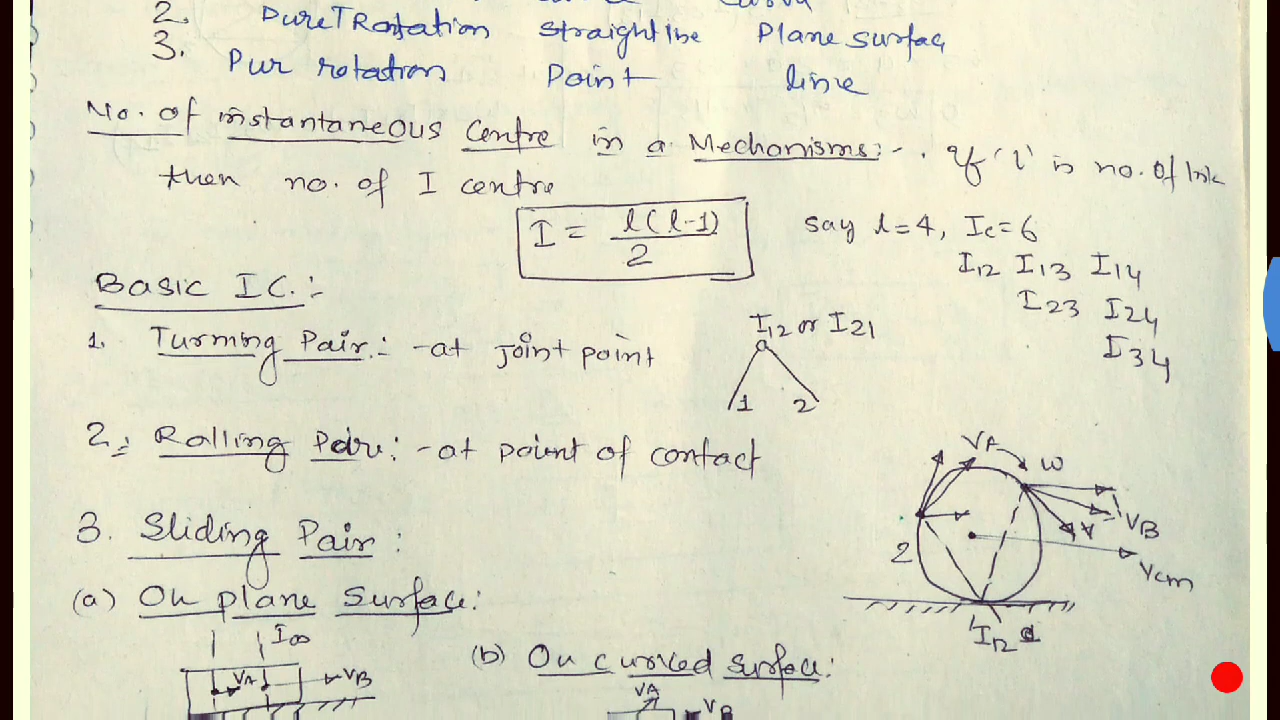 2. PureTRotation straight line Plane surfac
3. Pur rotation Point line
No. of instantaneous Centre in a Mechanisms:- . If 'l' is no. of link
then no. of I centre
I = l(l-1)/2
say l=4, Ic=6
I12 I13 I14
I23 I24
I34
Basic I C. :-
1. Turning Pair :- -at joint point
I12 or I21
1 2
2. Rolling Pair: -at point of contact
VA ω
VB
V
Vcm
2
I12
3. Sliding Pair :
(a) On plane Surface:
I∞
VA VB
(b) On curved Surface:
VA
VB